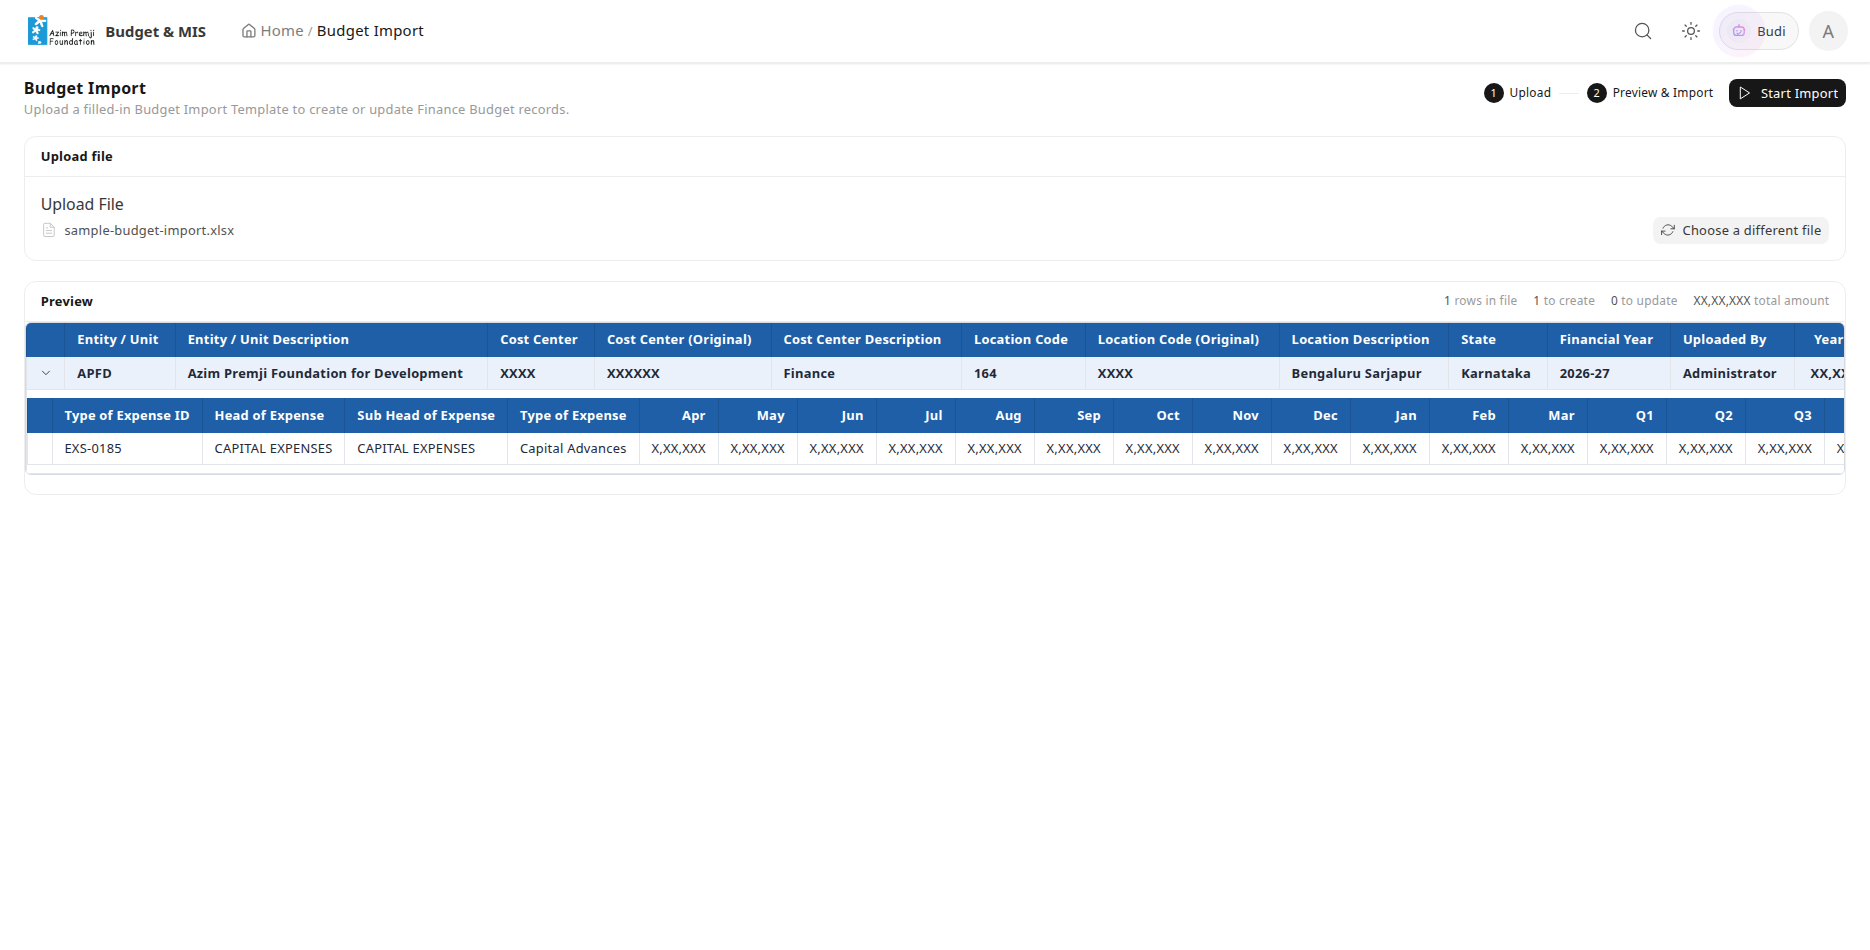 Azim Premji
Foundation
Budget & MIS
Home / Budget Import
Budi
A
Budget Import
Upload a filled-in Budget Import Template to create or update Finance Budget records.
1 Upload
2 Preview & Import
Start Import
Upload file
Upload File
sample-budget-import.xlsx
Choose a different file
Preview
1 rows in file 1 to create 0 to update XX,XX,XXX total amount
Entity / Unit Entity / Unit Description Cost Center Cost Center (Original) Cost Center Description Location Code Location Code (Original) Location Description State Financial Year Uploaded By Year
APFD Azim Premji Foundation for Development XXXX XXXXXX Finance 164 XXXX Bengaluru Sarjapur Karnataka 2026-27 Administrator
Type of Expense ID Head of Expense Sub Head of Expense Type of Expense Apr May Jun Jul Aug Sep Oct Nov Dec Jan Feb Mar Q1 Q2 Q3
EXS-0185 CAPITAL EXPENSES CAPITAL EXPENSES Capital Advances X,XX,XXX X,XX,XXX X,XX,XXX X,XX,XXX X,XX,XXX X,XX,XXX X,XX,XXX X,XX,XXX X,XX,XXX X,XX,XXX X,XX,XXX X,XX,XXX X,XX,XXX X,XX,XXX X,XX,XXX